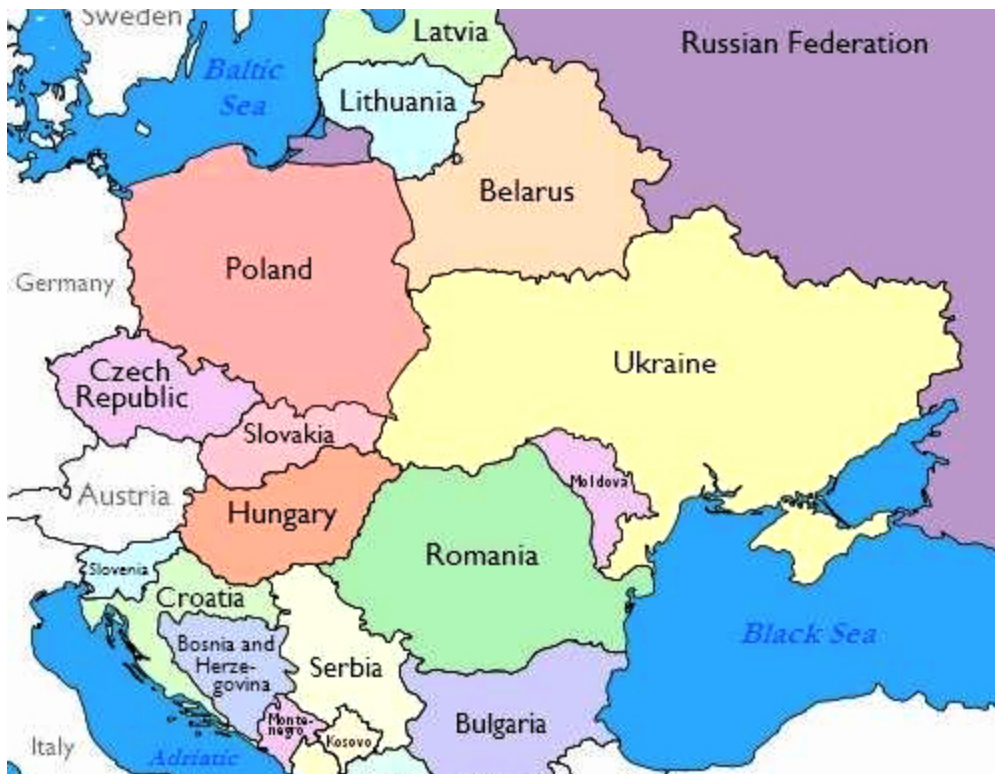 Sweden
Latvia
Russian Federation
Baltic
Sea
Lithuania
Belarus
Poland
Germany
Ukraine
Czech
Republic
Slovakia
Moldova
Austria
Hungary
Romania
Slovenia
Croatia
Black Sea
Bosnia and
Herze-
govina
Serbia
Monte-
negro
Bulgaria
Kosovo
Italy
Adriatic